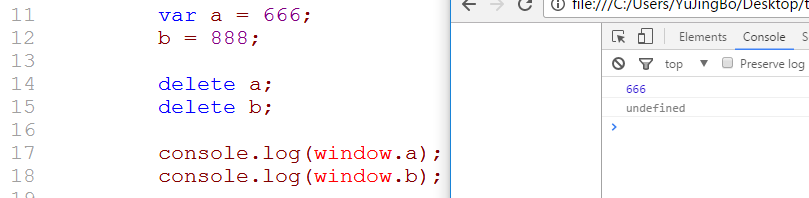 11 var a = 666;
12 b = 888;
13
14 delete a;
15 delete b;
16
17 console.log(window.a);
18 console.log(window.b);
file:///C:/Users/YuJingBo/Desktop/t
Elements Console S
top ▼ Preserve log
666
undefined
>